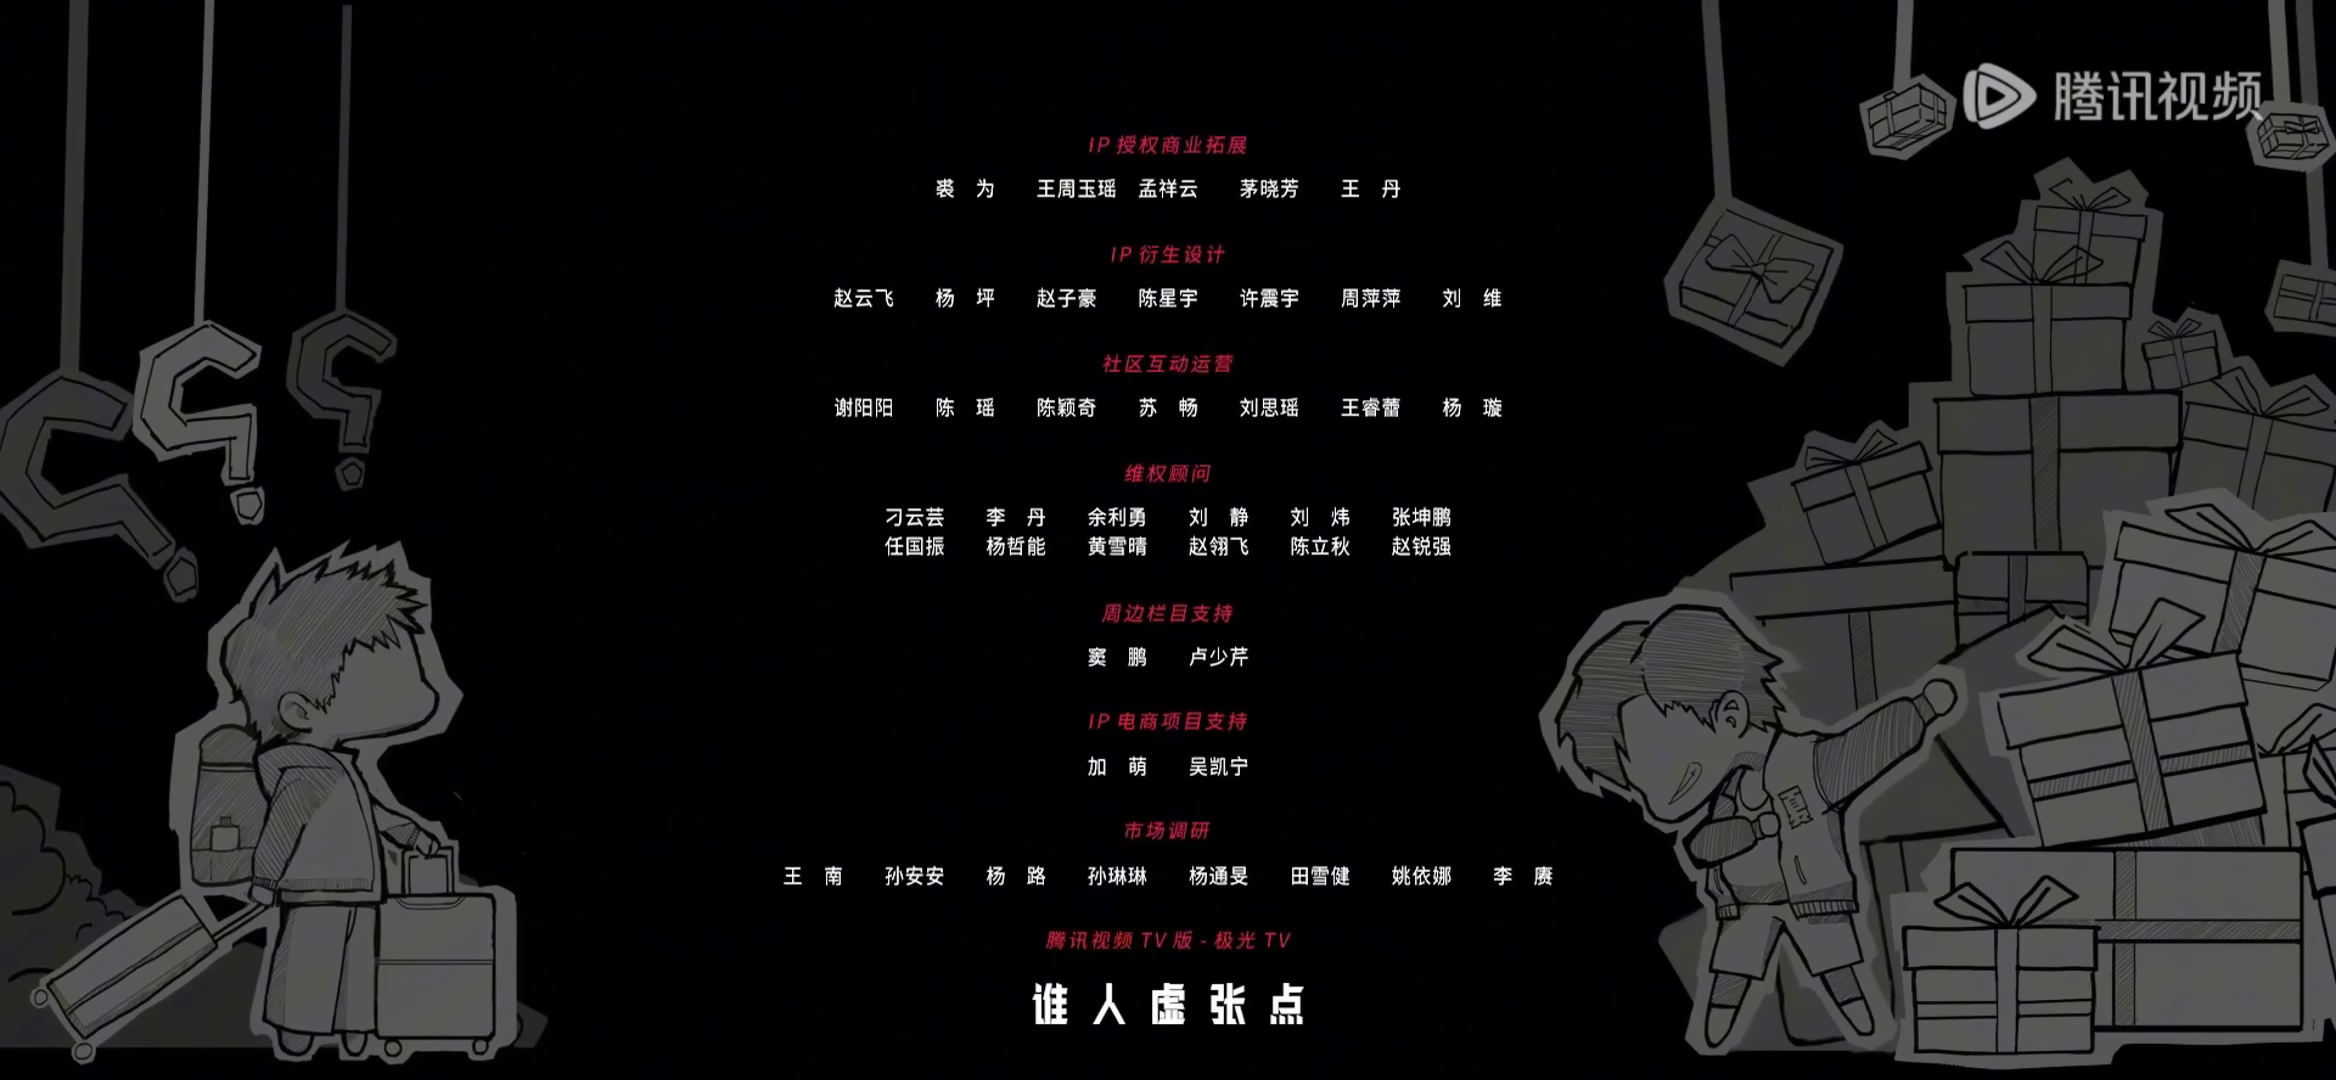 腾讯视频
IP 授权商业拓展
裘　为　王周玉瑶　孟祥云　茅晓芳　王　丹
IP 衍生设计
赵云飞　杨　坪　赵子豪　陈星宇　许震宇　周萍萍　刘　维
社区互动运营
谢阳阳　陈　瑶　陈颖奇　苏　畅　刘思瑶　王睿蕾　杨　璇
维权顾问
刁云芸　李　丹　余利勇　刘　静　刘　炜　张坤鹏
任国振　杨哲能　黄雪晴　赵翎飞　陈立秋　赵锐强
周边栏目支持
窦　鹏　卢少芹
IP 电商项目支持
加　萌　吴凯宁
市场调研
王　南　孙安安　杨　路　孙琳琳　杨通旻　田雪健　姚依娜　李　赓
腾讯视频 TV 版 - 极光 TV
谁人虚张点